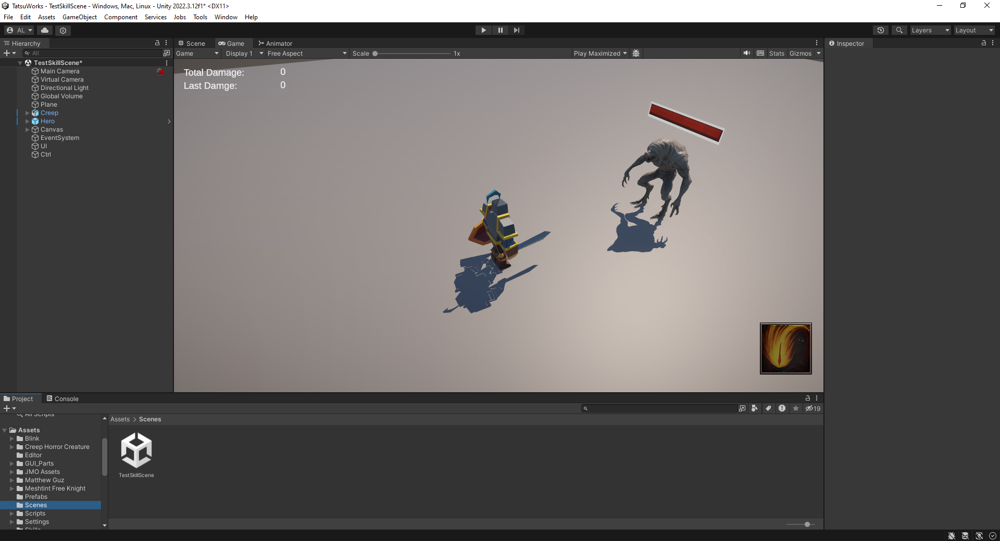 TatsuWorks - TestSkillScene - Windows, Mac, Linux - Unity 2022.3.12f1* <DX11>
File Edit Assets GameObject Component Services Jobs Tools Window Help
AL Layers Layout
Hierarchy Scene Game Animator Inspector
All Game Display 1 Free Aspect Scale 1x Play Maximized Stats Gizmos
TestSkillScene*
Main Camera
Virtual Camera
Directional Light
Global Volume
Plane
Creep
Hero
Canvas
EventSystem
UI
Ctrl
Total Damage: 0
Last Damge: 0
Project Console
19
All Scripts
Assets > Scenes
Assets
Blink
Creep Horror Creature
Editor
GUI_Parts
JMO Assets
Matthew Guz
Meshtint Free Knight
Prefabs
Scenes
Scripts
Settings
Skills
TestSkillScene